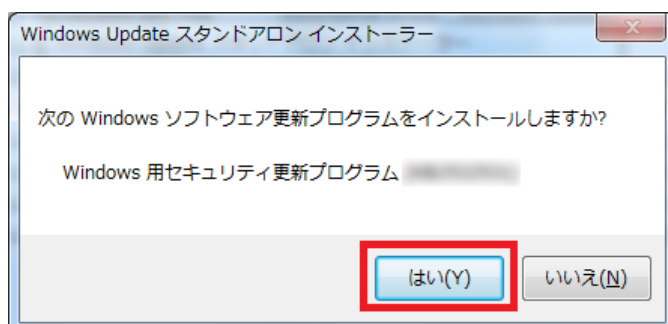 Windows Update スタンドアロン インストーラー
次の Windows ソフトウェア更新プログラムをインストールしますか?
Windows 用セキュリティ更新プログラム
はい(Y)
いいえ(N)